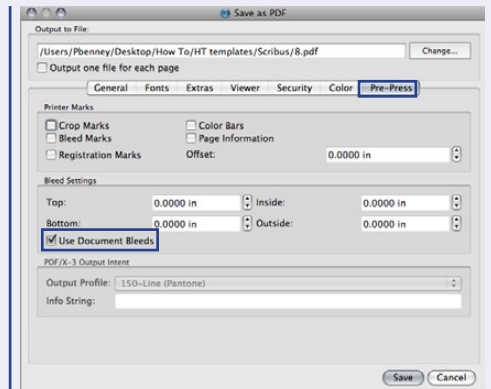 Save as PDF
Output to File:
/Users/Pbenney/Desktop/How To/HT templates/Scribus/8.pdf Change...
Output one file for each page
General Fonts Extras Viewer Security Color Pre-Press
Printer Marks
Crop Marks Color Bars
Bleed Marks Page Information
Registration Marks Offset: 0.0000 in
Bleed Settings
Top: 0.0000 in Inside: 0.0000 in
Bottom: 0.0000 in Outside: 0.0000 in
Use Document Bleeds
PDF/X-3 Output Intent
Output Profile: 150-Line (Pantone)
Info String:
Save Cancel